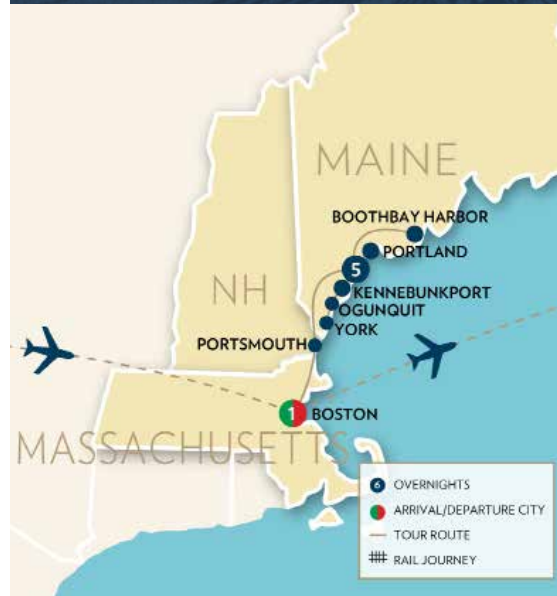 MAINE
BOOTHBAY HARBOR
PORTLAND
5
KENNEBUNKPORT
NH
OGUNQUIT
YORK
PORTSMOUTH
1 BOSTON
MASSACHUSETTS
6 OVERNIGHTS
ARRIVAL/DEPARTURE CITY
TOUR ROUTE
RAIL JOURNEY